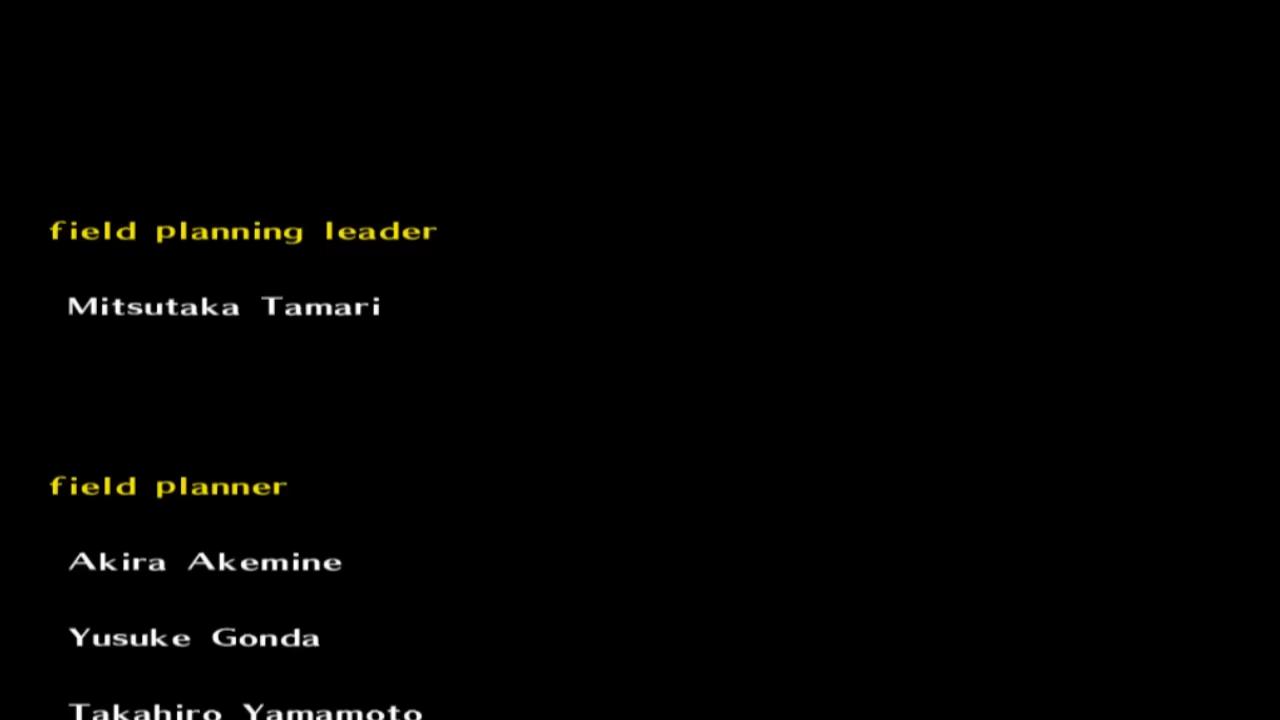 field planning leader
Mitsutaka Tamari
field planner
Akira Akemine
Yusuke Gonda
Takahiro Yamamoto